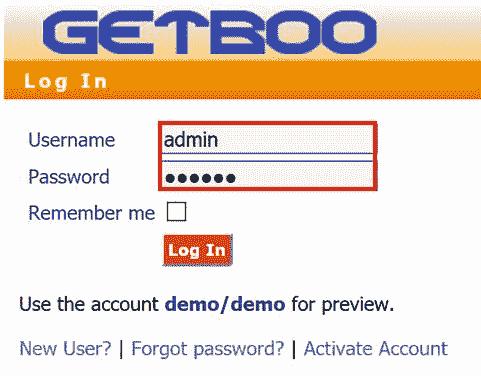 GETBOO
Log In
Username admin
Password ●●●●●●
Remember me
Log In
Use the account demo/demo for preview.
New User? | Forgot password? | Activate Account